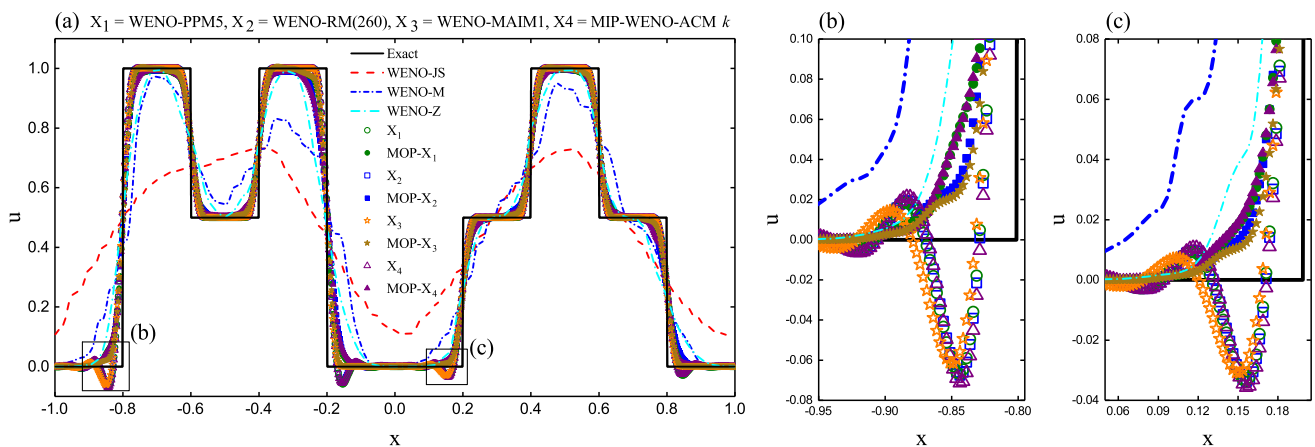 (a) X₁ = WENO-PPM5, X₂ = WENO-RM(260), X₃ = WENO-MAIM1, X4 = MIP-WENO-ACM k
Exact
WENO-JS
WENO-M
WENO-Z
X₁
MOP-X₁
X₂
MOP-X₂
X₃
MOP-X₃
X₄
MOP-X₄
(b)
(c)
u
1.0
0.8
0.6
0.4
0.2
0.0
-1.0 -0.8 -0.6 -0.4 -0.2 0.0 0.2 0.4 0.6 0.8 1.0
x
(b)
u
0.10
0.08
0.06
0.04
0.02
0.00
-0.02
-0.04
-0.06
-0.08
-0.95 -0.90 -0.85 -0.80
x
(c)
u
0.08
0.06
0.04
0.02
0.00
-0.02
-0.04
0.06 0.09 0.12 0.15 0.18
x